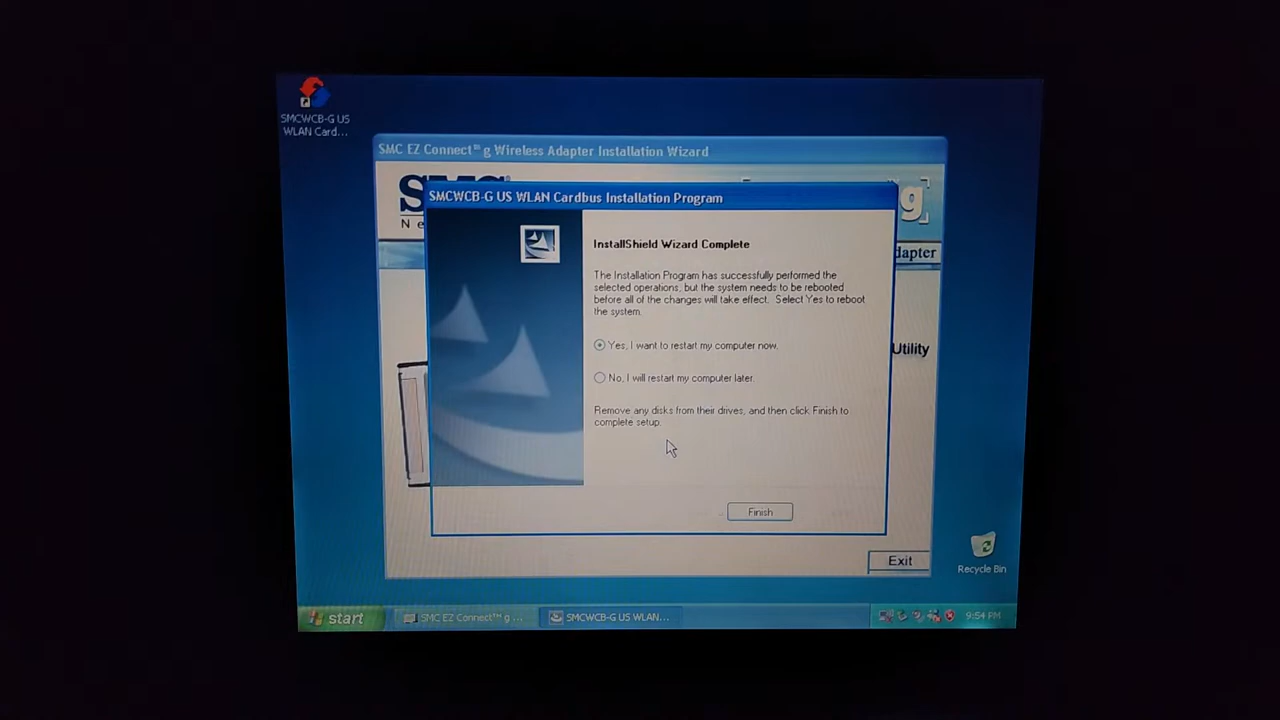 SMCWCB-G US
WLAN Card...
SMC EZ Connect™ g Wireless Adapter Installation Wizard
SMCWCB-G US WLAN Cardbus Installation Program
g
Ne
dapter
InstallShield Wizard Complete
The Installation Program has successfully performed the
selected operations, but the system needs to be rebooted
before all of the changes will take effect. Select Yes to reboot
the system.
Yes, I want to restart my computer now.
Utility
No, I will restart my computer later.
Remove any disks from their drives, and then click Finish to
complete setup.
Finish
Exit
Recycle Bin
start
SMC EZ Connect™ g ...
SMCWCB-G US WLAN...
9:54 PM